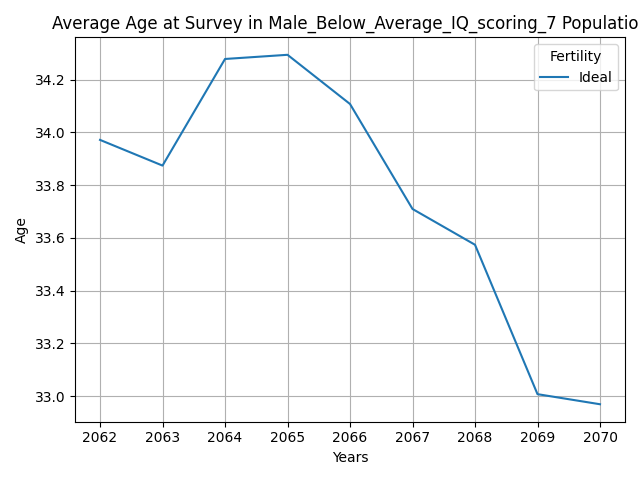 Average Age at Survey in Male_Below_Average_IQ_scoring_7 Populatio
Fertility
Ideal
34.2
34.0
33.8
33.6
33.4
33.2
33.0
Age
2062 2063 2064 2065 2066 2067 2068 2069 2070
Years